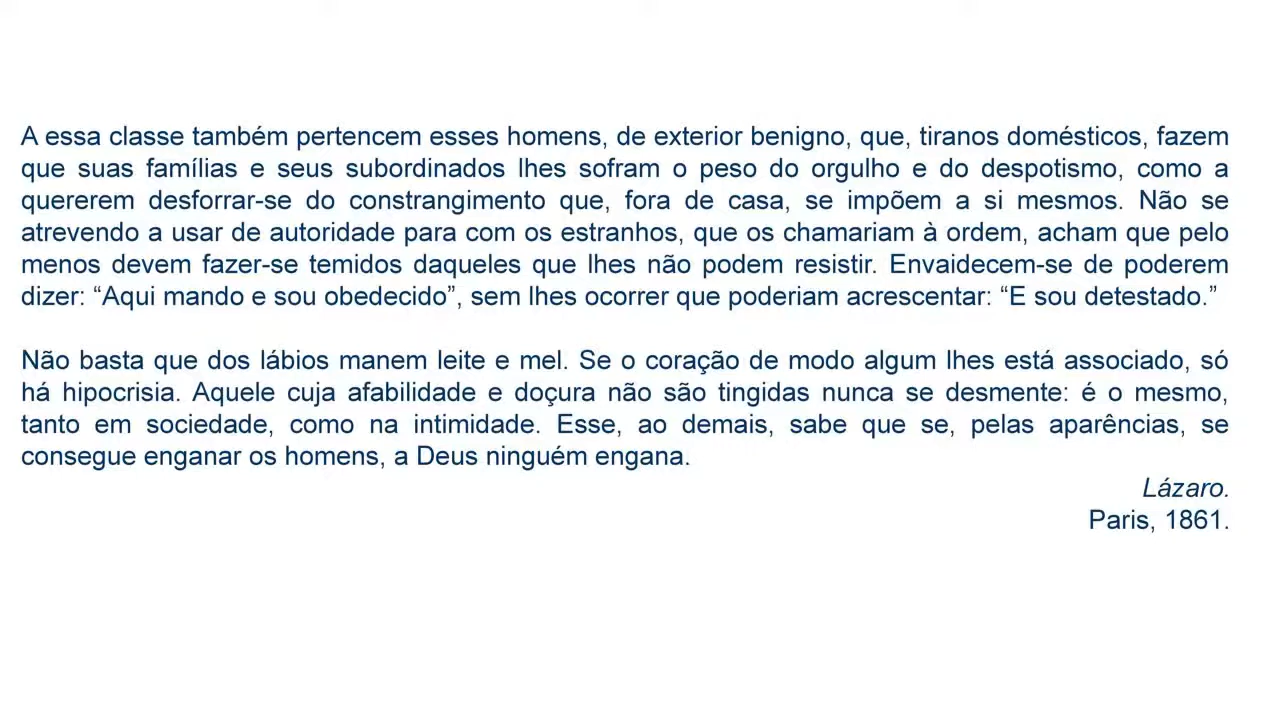 A essa classe também pertencem esses homens, de exterior benigno, que, tiranos domésticos, fazem
que suas famílias e seus subordinados lhes sofram o peso do orgulho e do despotismo, como a
quererem desforrar-se do constrangimento que, fora de casa, se impõem a si mesmos. Não se
atrevendo a usar de autoridade para com os estranhos, que os chamariam à ordem, acham que pelo
menos devem fazer-se temidos daqueles que lhes não podem resistir. Envaidecem-se de poderem
dizer: “Aqui mando e sou obedecido”, sem lhes ocorrer que poderiam acrescentar: “E sou detestado.”
Não basta que dos lábios manem leite e mel. Se o coração de modo algum lhes está associado, só
há hipocrisia. Aquele cuja afabilidade e doçura não são tingidas nunca se desmente: é o mesmo,
tanto em sociedade, como na intimidade. Esse, ao demais, sabe que se, pelas aparências, se
consegue enganar os homens, a Deus ninguém engana.
Lázaro.
Paris, 1861.